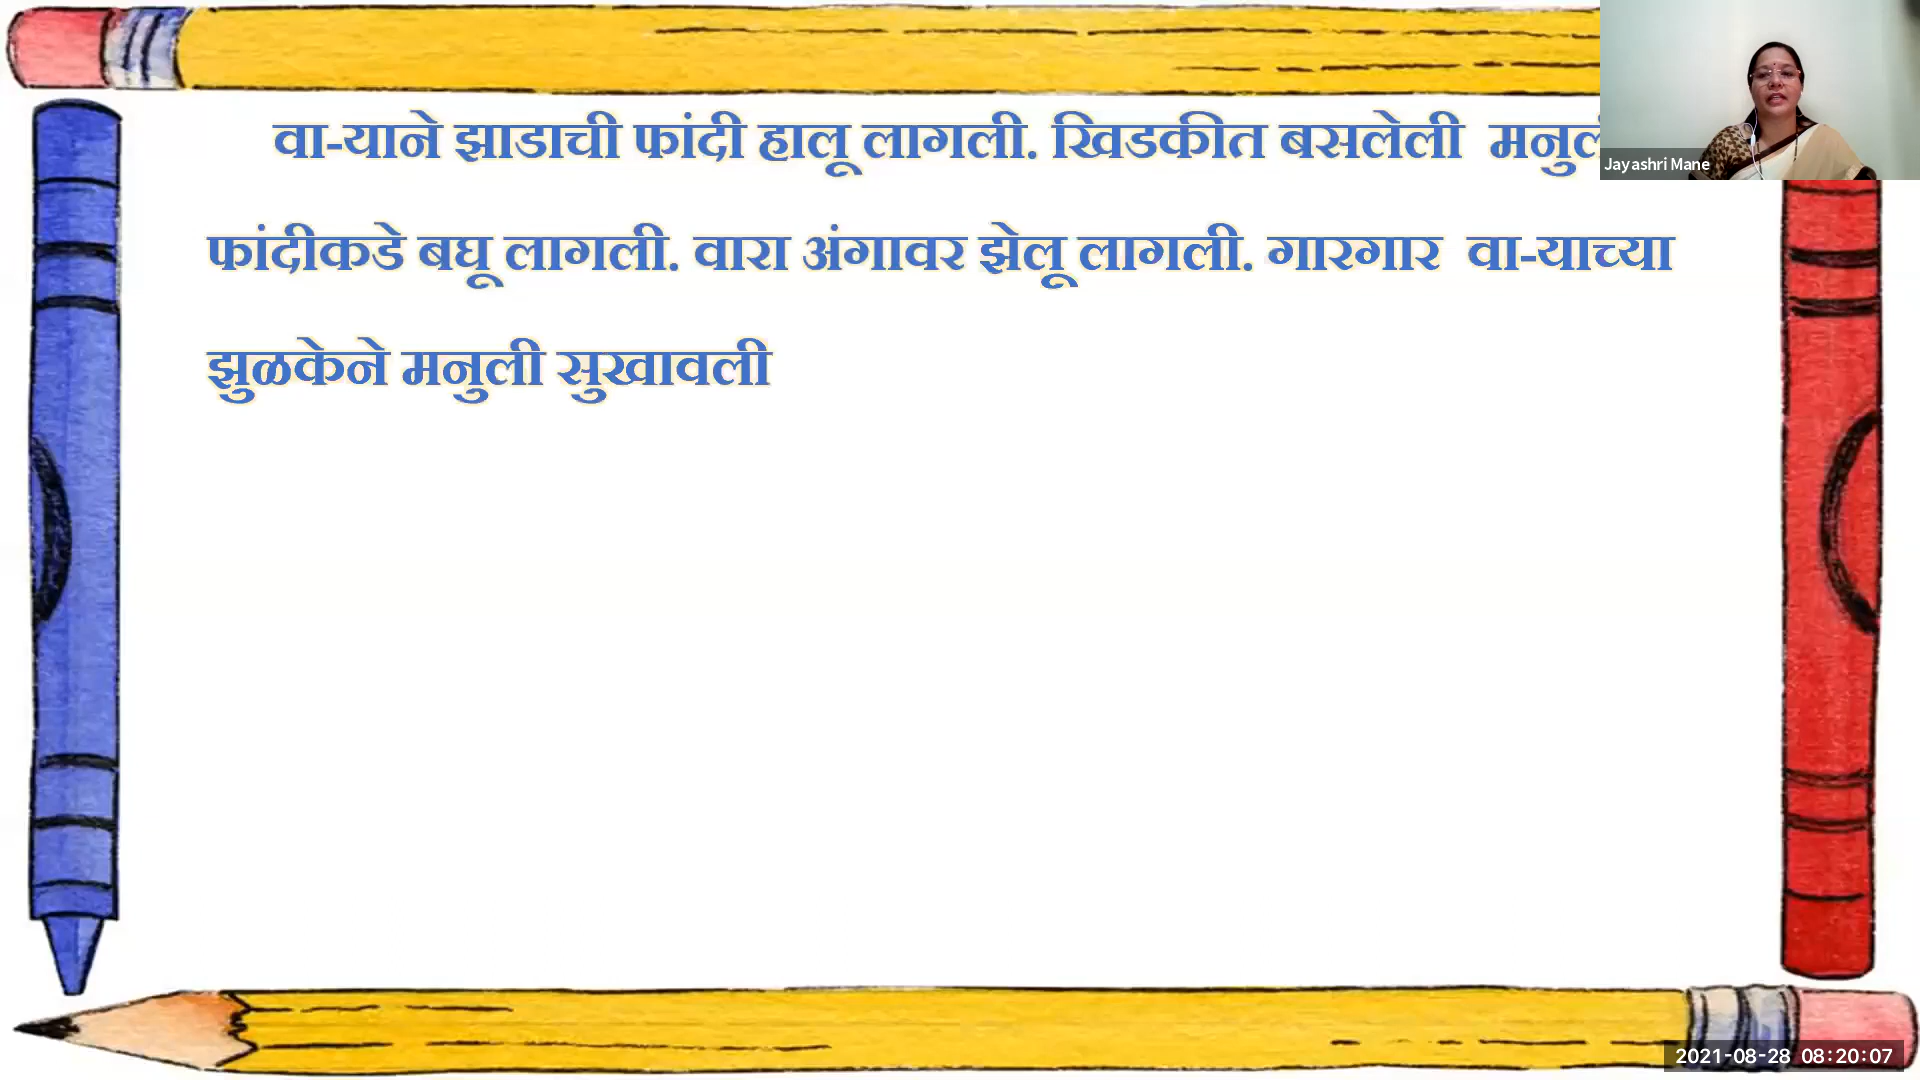 वा-याने झाडाची फांदी हालू लागली. खिडकीत बसलेली
फांदीकडे बघू लागली. वारा अंगावर झेलू लागली. गारगार वा-याच्या
झुळकेने मनुली सुखावली
Jayashri Mane
2021-08-28 08:20:07